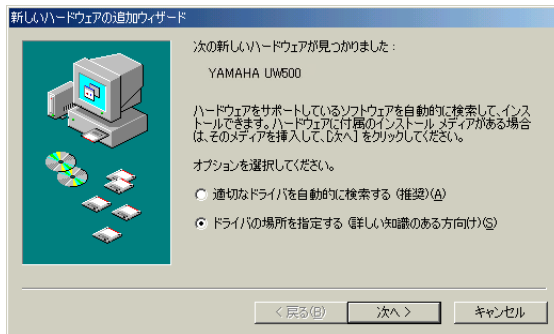 新しいハードウェアの追加ウィザード
次の新しいハードウェアが見つかりました:
YAMAHA UW500
ハードウェアをサポートしているソフトウェアを自動的に検索して、インス
トールできます。ハードウェアに付属のインストール メディアがある場合
は、そのメディアを挿入して、[次へ] をクリックしてください。
オプションを選択してください。
適切なドライバを自動的に検索する (推奨)(A)
ドライバの場所を指定する (詳しい知識のある方向け)(S)
< 戻る(B) 次へ > キャンセル